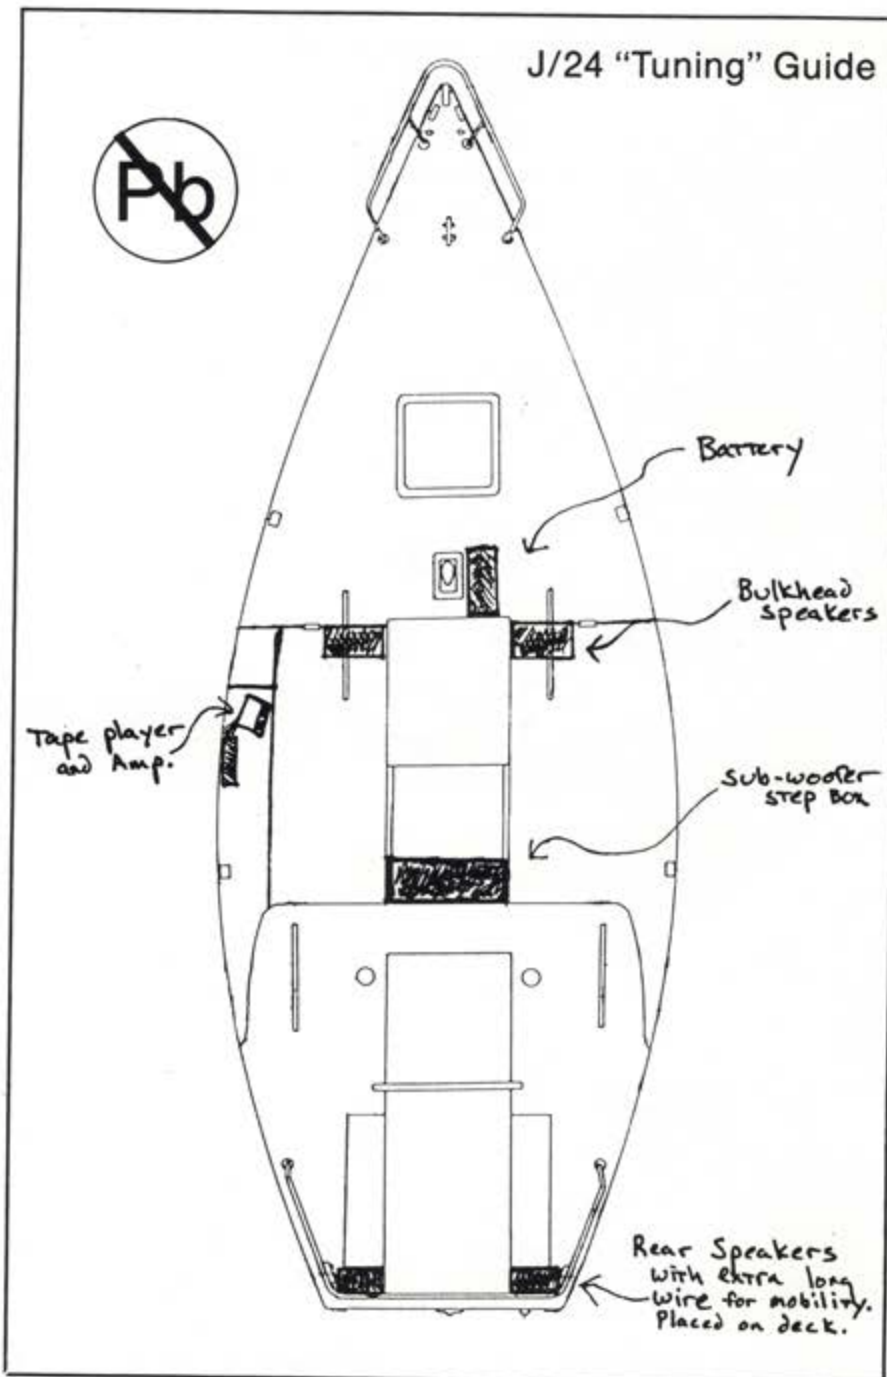 J/24 “Tuning” Guide
Pb
Battery
Bulkhead
speakers
Tape player
and Amp.
Sub-woofer
step Box
Rear Speakers
with extra long
wire for mobility.
Placed on deck.